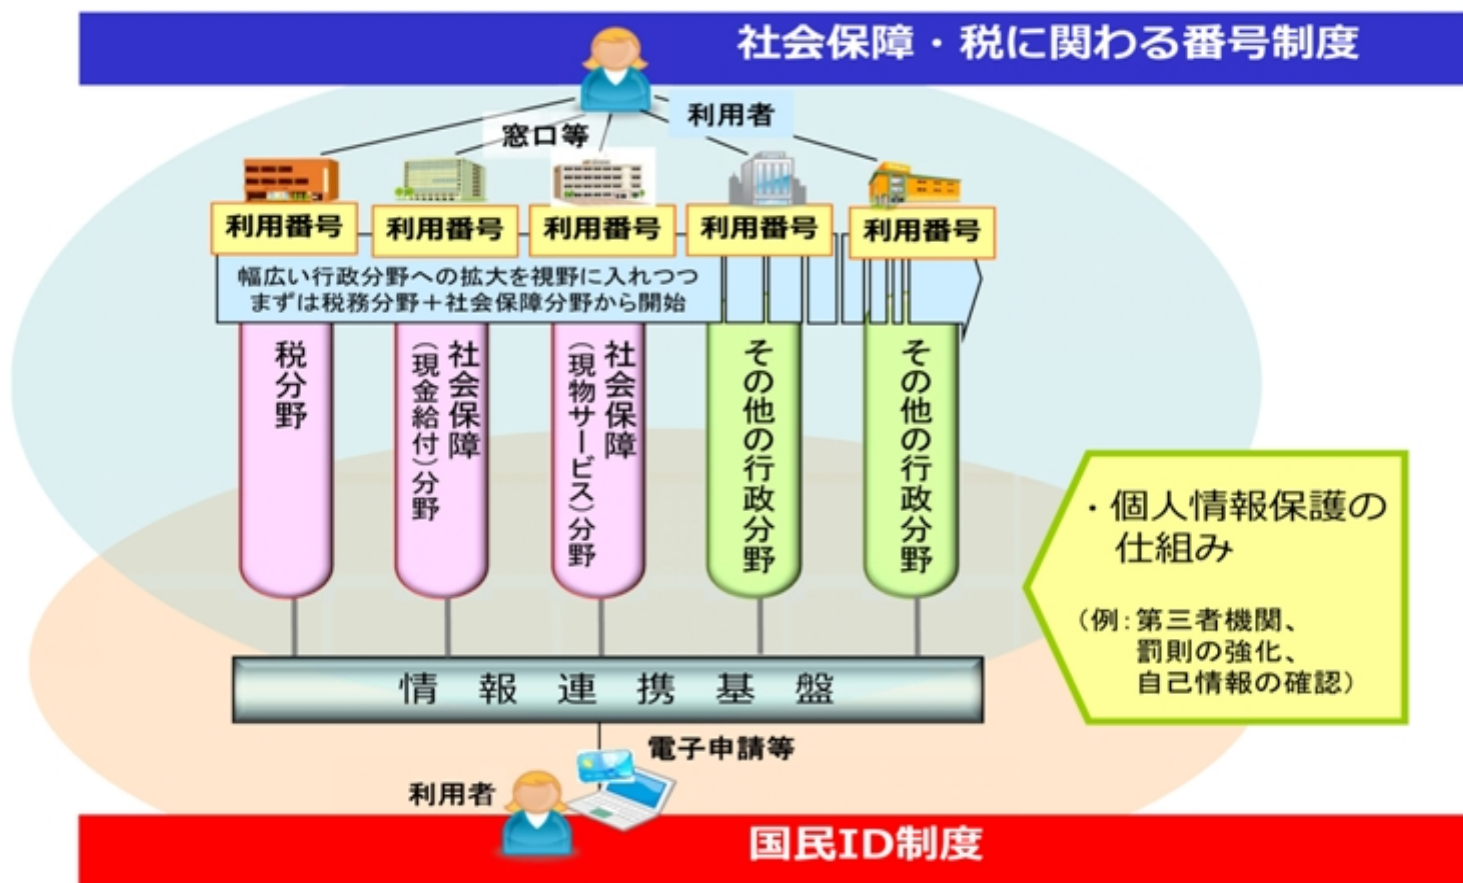 社会保障・税に関わる番号制度
利用者
窓口等
利用番号
利用番号
利用番号
利用番号
利用番号
幅広い行政分野への拡大を視野に入れつつ
まずは税務分野＋社会保障分野から開始
税分野
社会保障
（現金給付）分野
社会保障
（現物サービス）分野
その他の行政分野
その他の行政分野
・個人情報保護の
仕組み
（例：第三者機関、
罰則の強化、
自己情報の確認）
情報連携基盤
電子申請等
利用者
国民ID制度